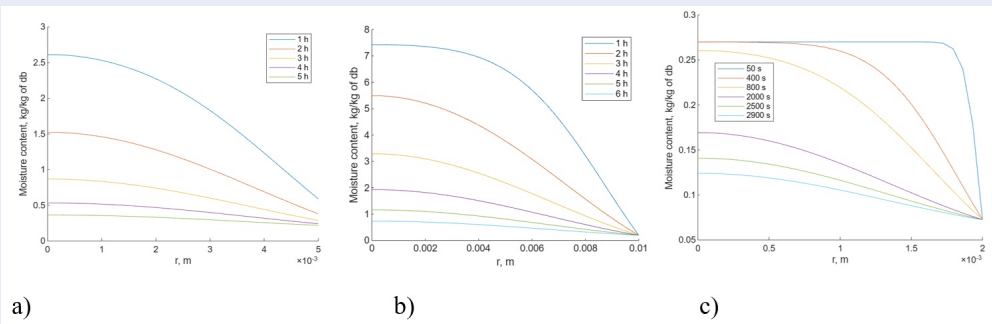 3
2.5
2
1.5
1
0.5
0
Moisture content, kg/kg of db
1 h
2 h
3 h
4 h
5 h
0 1 2 3 4 5
×10⁻³
r, m
a)
8
7
6
5
4
3
2
1
0
Moisture content, kg/kg of db
1 h
2 h
3 h
4 h
5 h
6 h
0 0.002 0.004 0.006 0.008 0.01
r, m
b)
0.3
0.25
0.2
0.15
0.1
0.05
Moisture content, kg/kg of db
50 s
400 s
800 s
2000 s
2500 s
2900 s
0 0.5 1 1.5 2
×10⁻³
r, m
c)